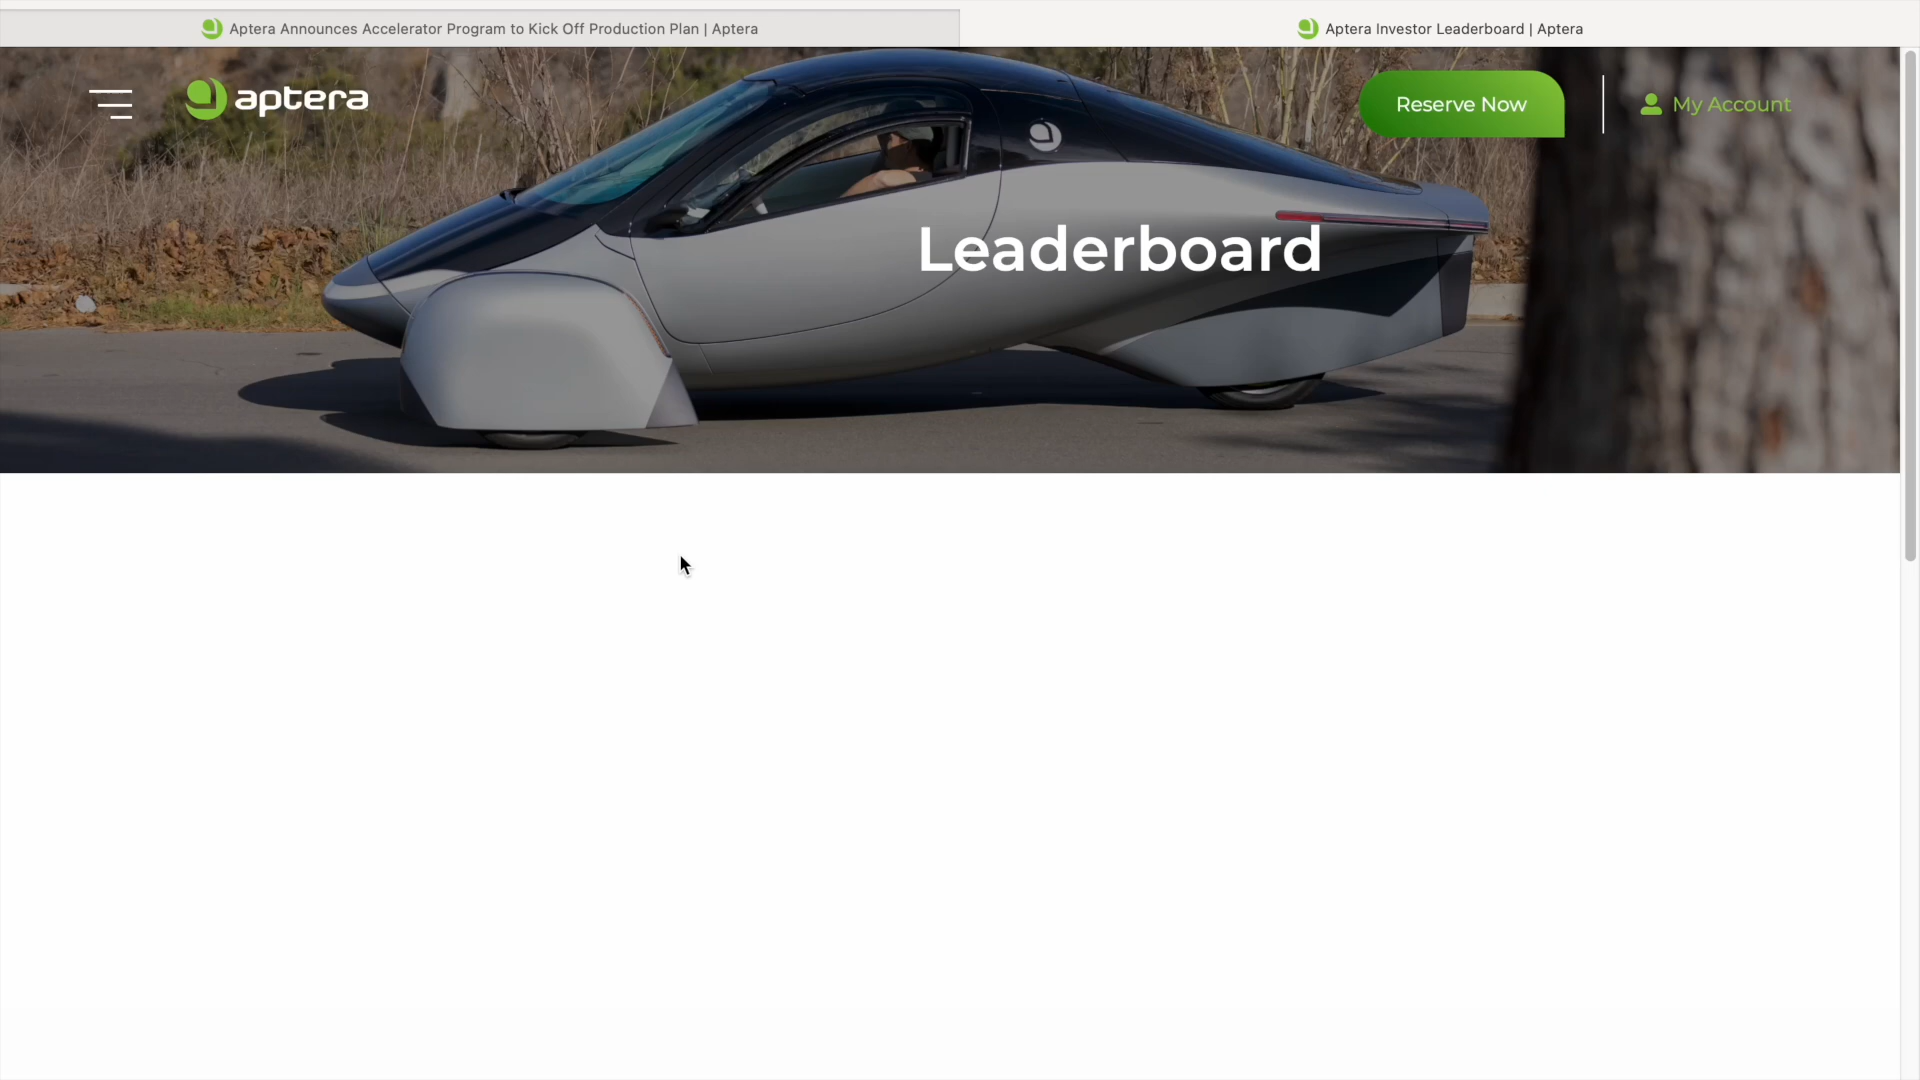 Aptera Announces Accelerator Program to Kick Off Production Plan | Aptera
Aptera Investor Leaderboard | Aptera
aptera
Reserve Now
My Account
Leaderboard